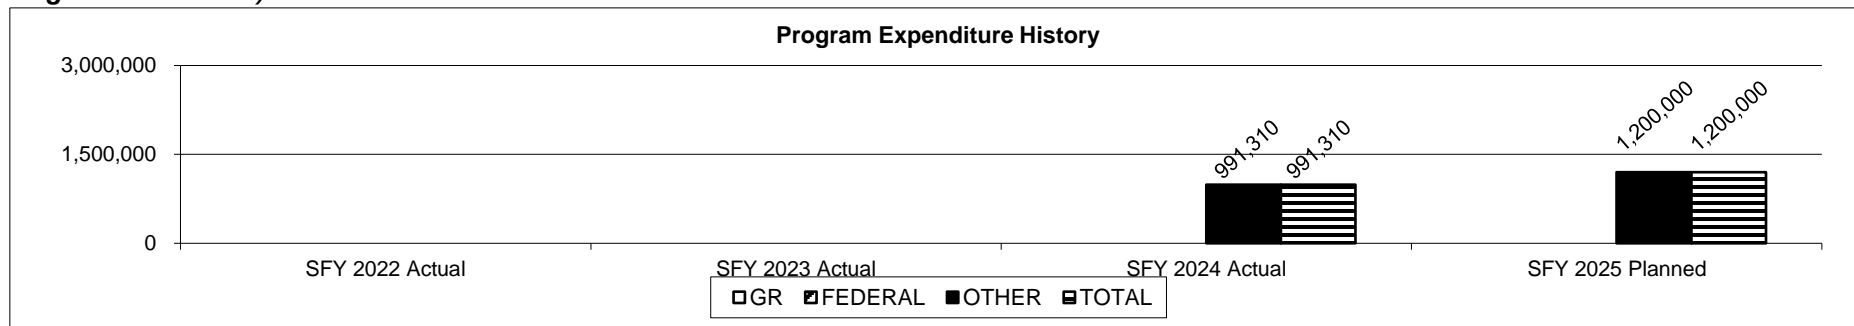 Program Expenditure History
3,000,000
1,500,000
0
991,310 991,310
1,200,000 1,200,000
SFY 2022 Actual SFY 2023 Actual SFY 2024 Actual SFY 2025 Planned
GR FEDERAL OTHER TOTAL